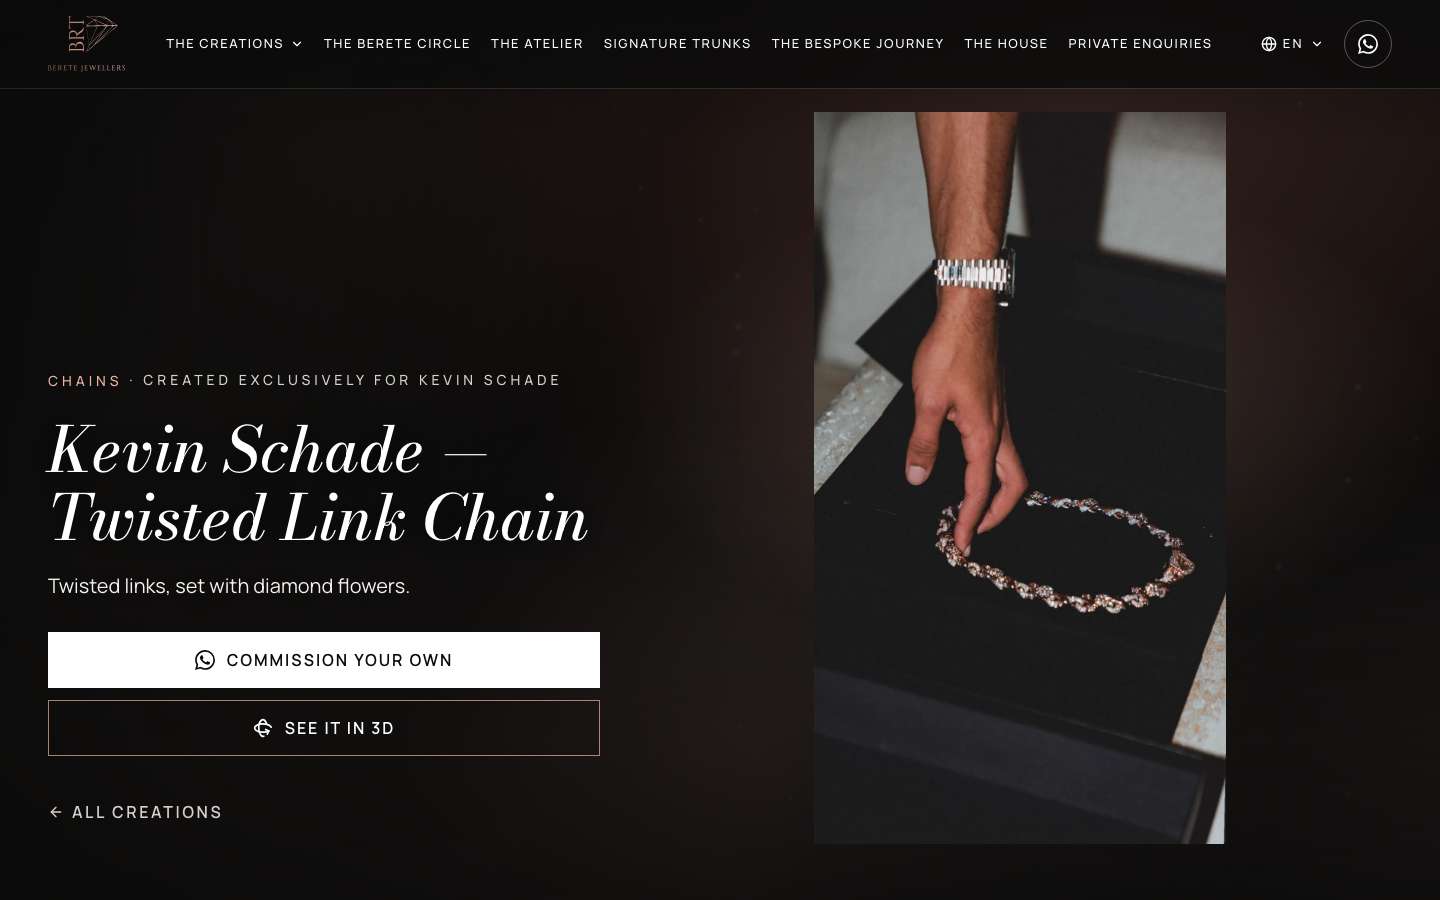 BRT
BERETE JEWELLERS
THE CREATIONS
THE BERETE CIRCLE
THE ATELIER
SIGNATURE TRUNKS
THE BESPOKE JOURNEY
THE HOUSE
PRIVATE ENQUIRIES
EN
CHAINS · CREATED EXCLUSIVELY FOR KEVIN SCHADE
Kevin Schade —
Twisted Link Chain
Twisted links, set with diamond flowers.
COMMISSION YOUR OWN
SEE IT IN 3D
← ALL CREATIONS